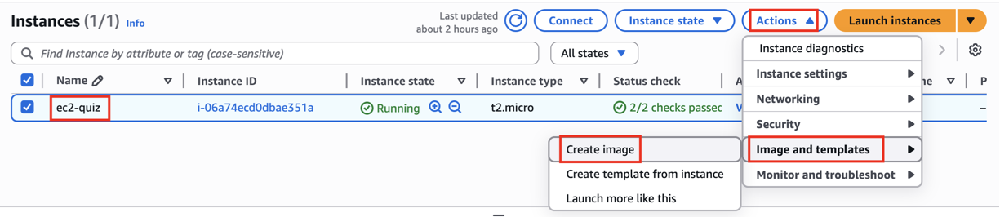 Instances (1/1) Info
Last updated
about 2 hours ago
Connect
Instance state
Actions
Launch instances
Find Instance by attribute or tag (case-sensitive)
All states
Instance diagnostics
Name
Instance ID
Instance state
Instance type
Status check
Instance settings
ec2-quiz
i-06a74ecd0dbae351a
Running
t2.micro
2/2 checks passec
Networking
Security
Image and templates
Monitor and troubleshoot
Create image
Create template from instance
Launch more like this